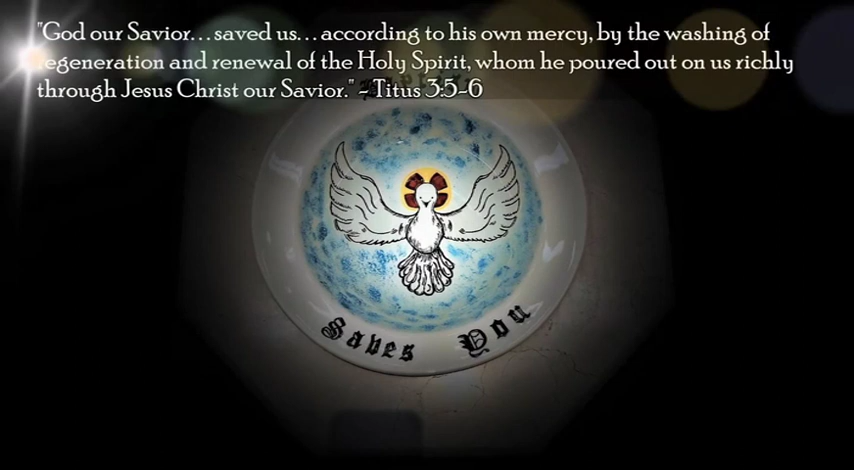 "God our Savior...saved us...according to his own mercy, by the washing of
regeneration and renewal of the Holy Spirit, whom he poured out on us richly
through Jesus Christ our Savior." - Titus 3:5-6
Saves You